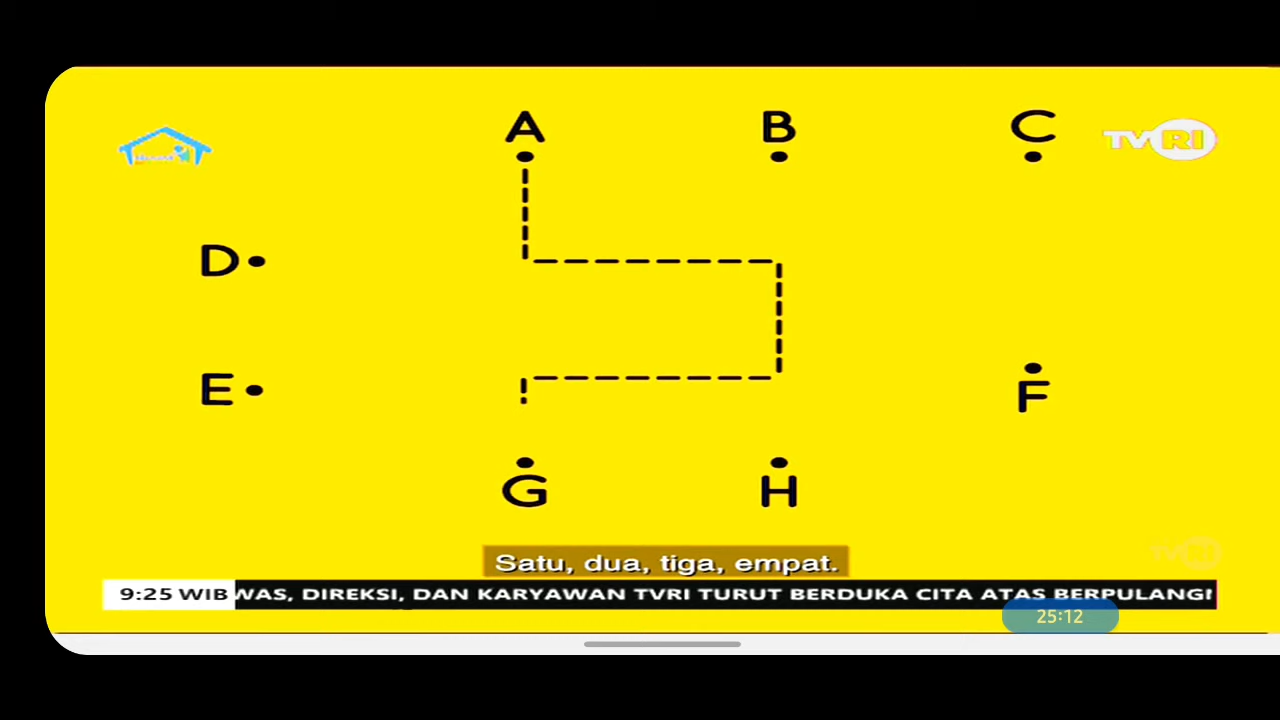 A B C
TVRI
D
E
F
G H
Satu, dua, tiga, empat.
9:25 WIB WAS, DIREKSI, DAN KARYAWAN TVRI TURUT BERDUKA CITA ATAS BERPULANG
25:12